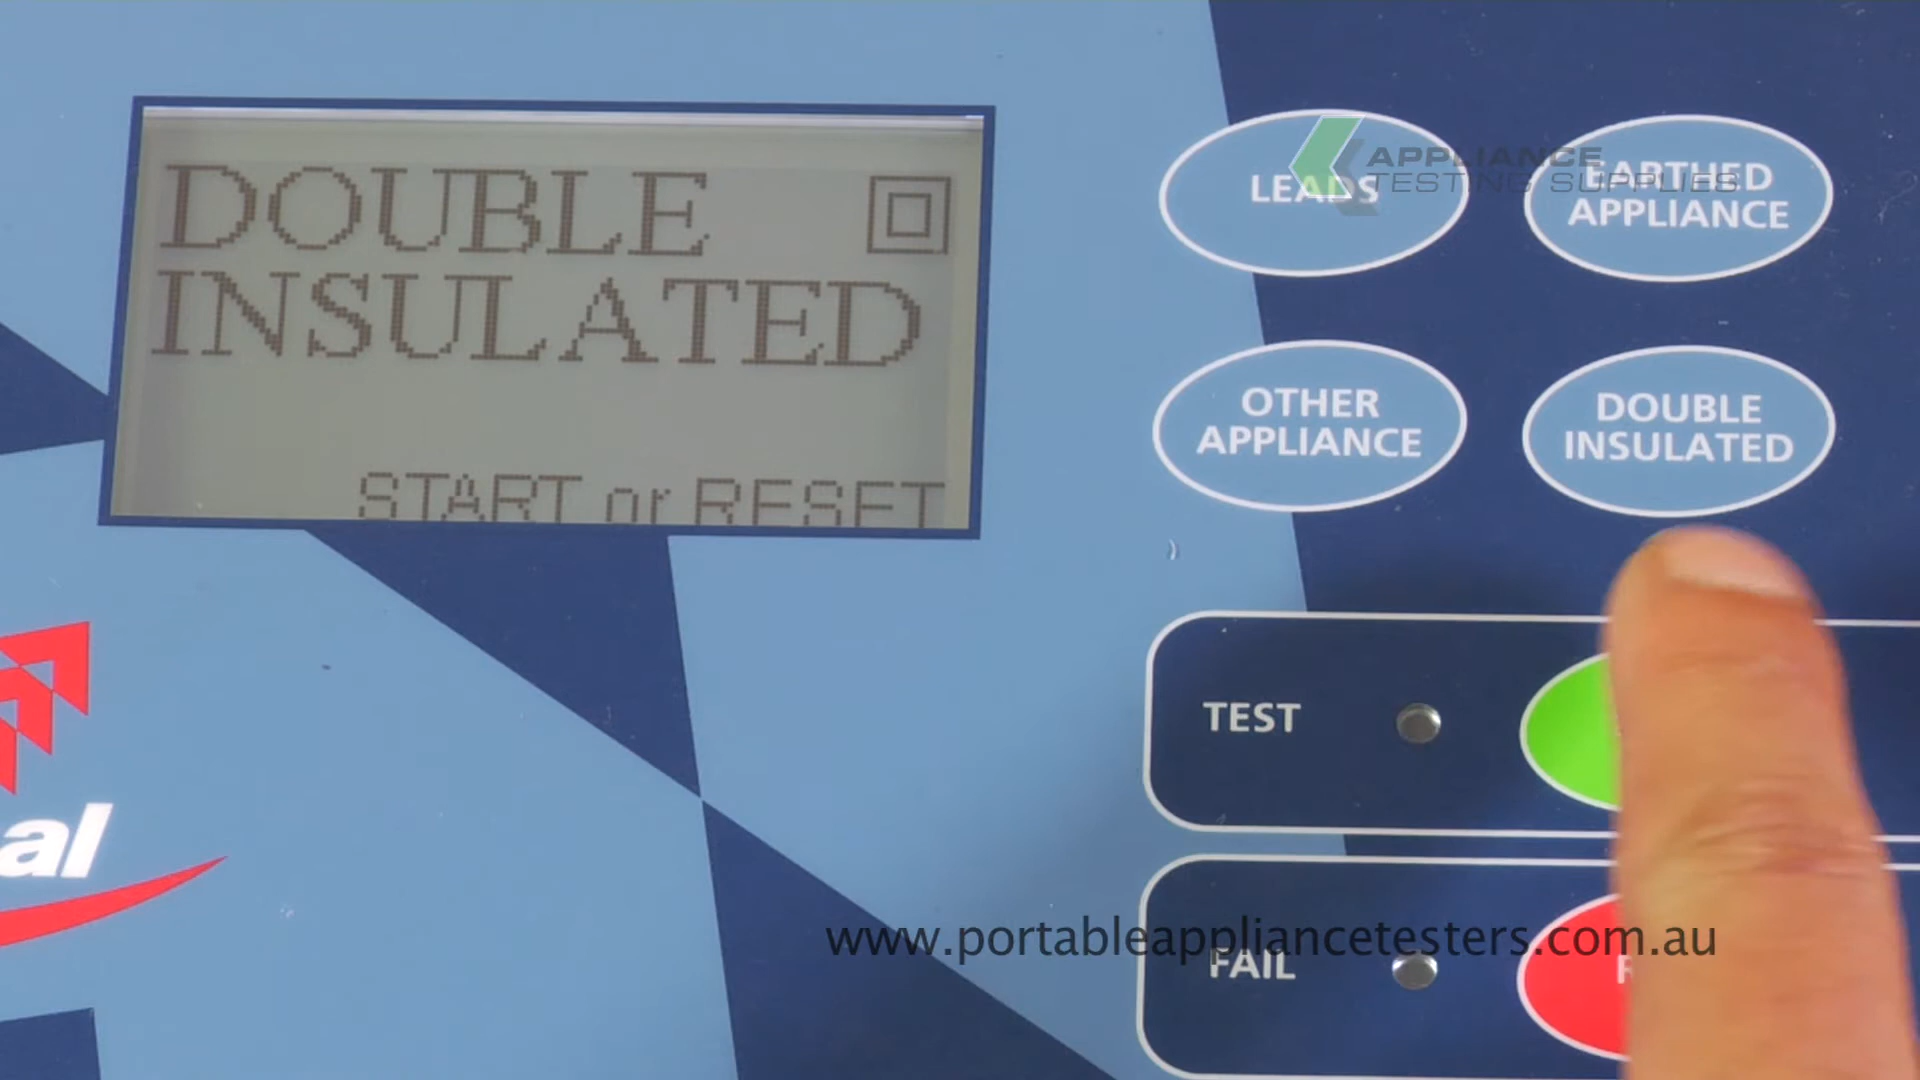 DOUBLE
INSULATED
START or RESET
LEADS
APPLIANCE
TESTING SUPPLIES
EARTHED
APPLIANCE
OTHER
APPLIANCE
DOUBLE
INSULATED
TEST
al
FAIL
R
www.portableappliancetesters.com.au